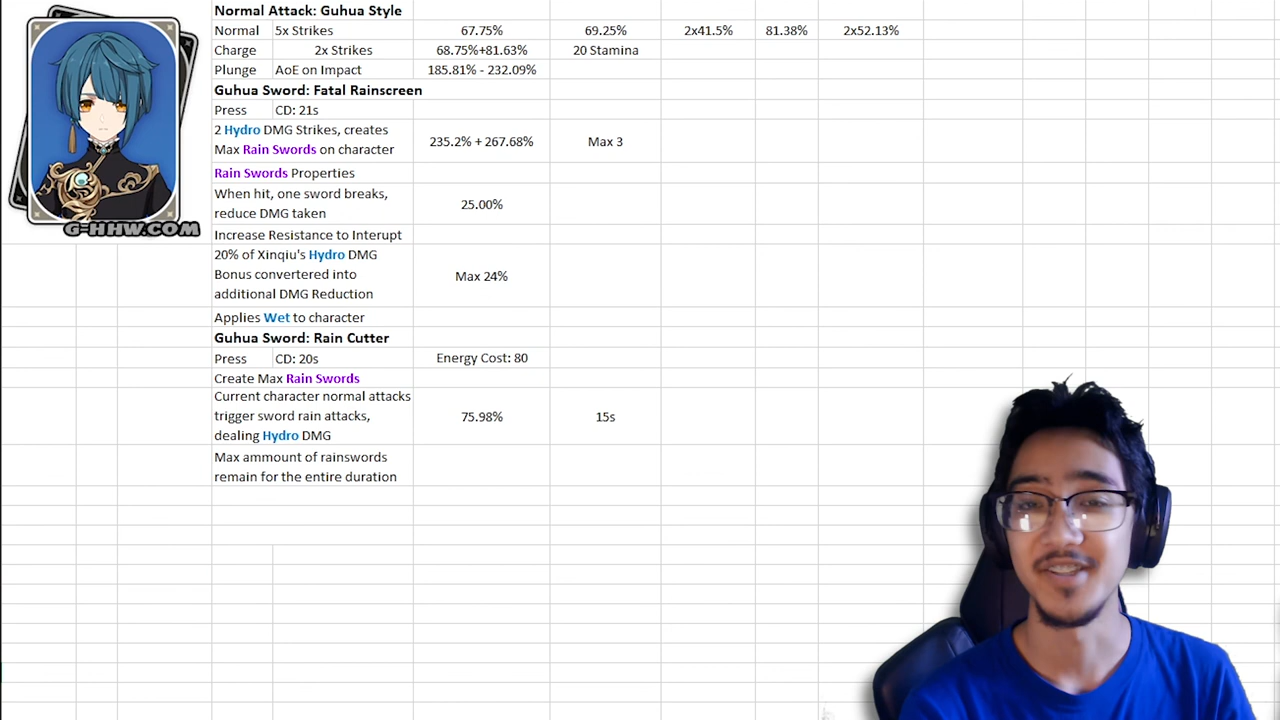 Normal Attack: Guhua Style
Normal 5x Strikes 67.75% 69.25% 2x41.5% 81.38% 2x52.13%
Charge 2x Strikes 68.75%+81.63% 20 Stamina
Plunge AoE on Impact 185.81% - 232.09%
Guhua Sword: Fatal Rainscreen
Press CD: 21s
2 Hydro DMG Strikes, creates
Max Rain Swords on character 235.2% + 267.68% Max 3
Rain Swords Properties
When hit, one sword breaks,
reduce DMG taken 25.00%
Increase Resistance to Interupt
20% of Xinqiu's Hydro DMG
Bonus convertered into Max 24%
additional DMG Reduction
Applies Wet to character
Guhua Sword: Rain Cutter
Press CD: 20s Energy Cost: 80
Create Max Rain Swords
Current character normal attacks
trigger sword rain attacks, 75.98% 15s
dealing Hydro DMG
Max ammount of rainswords
remain for the entire duration
G-HHW.COM